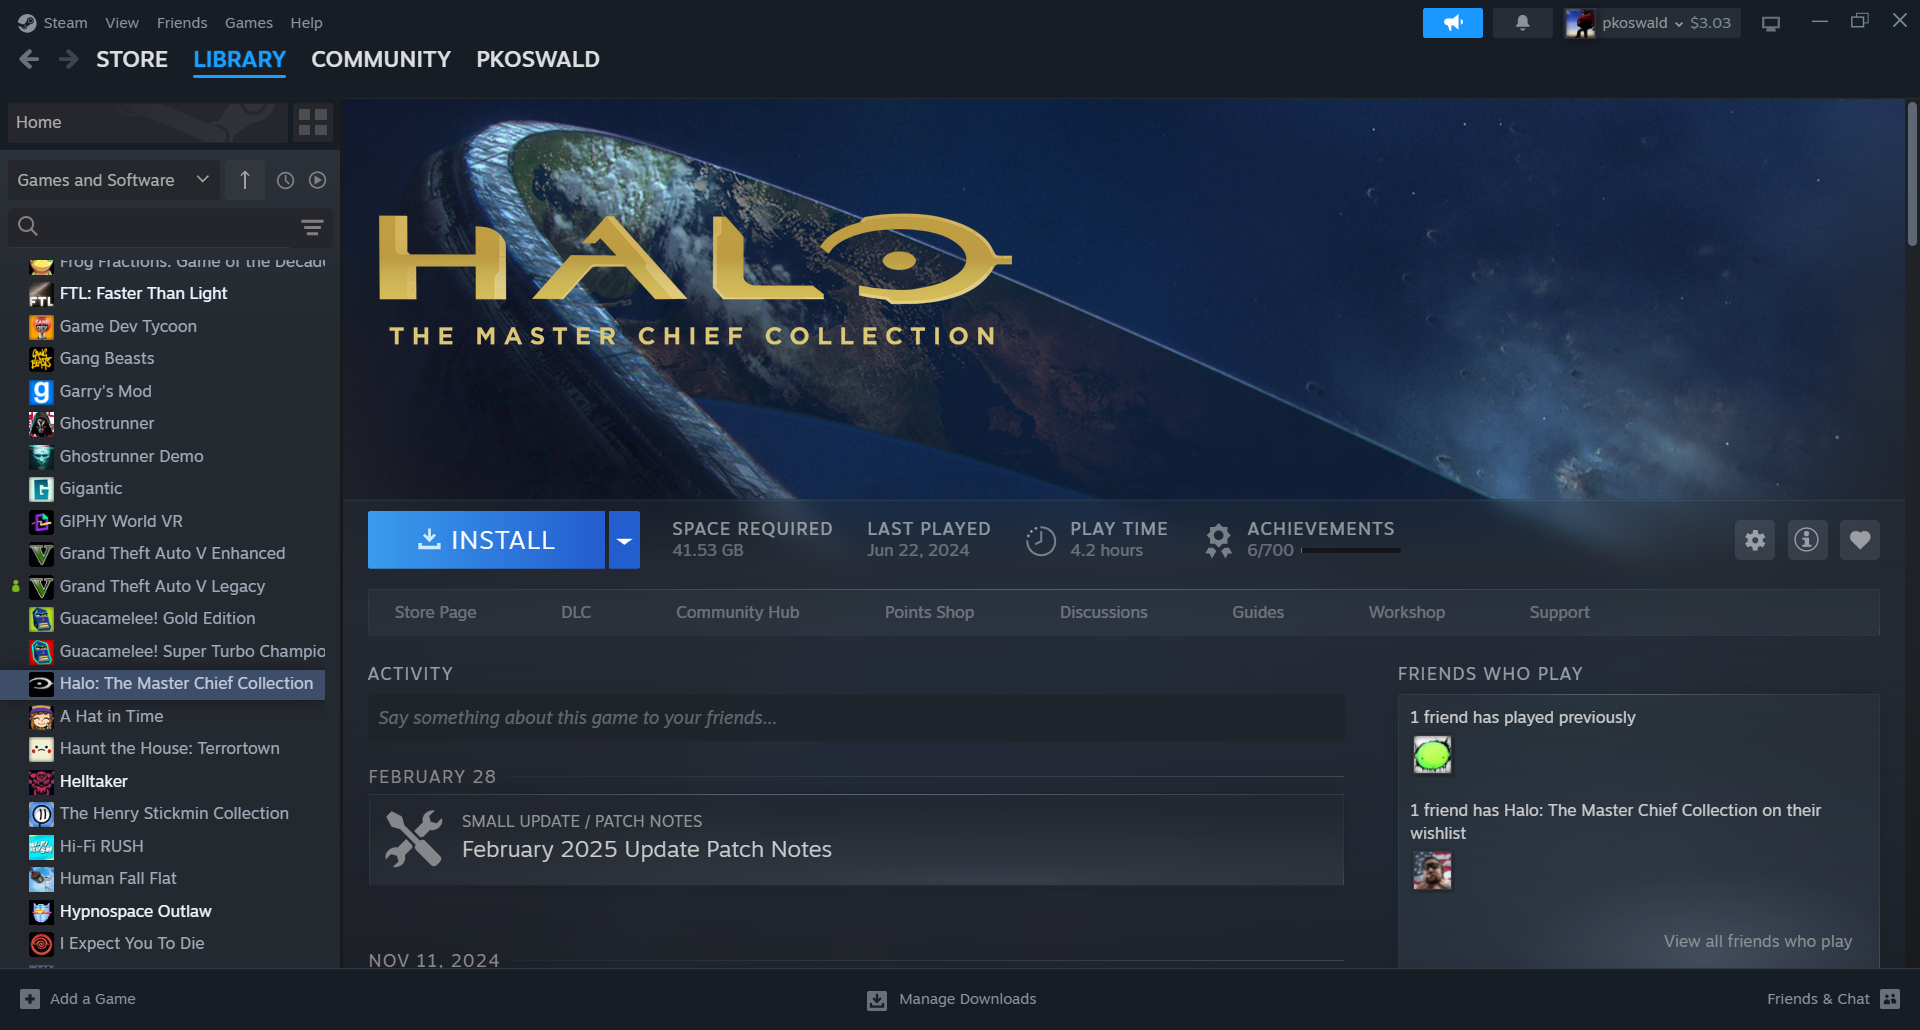 Steam View Friends Games Help
pkoswald $3.03
STORE LIBRARY COMMUNITY PKOSWALD
Home
Games and Software
Frog Fractions: Game of the Decade
FTL: Faster Than Light
Game Dev Tycoon
Gang Beasts
Garry's Mod
Ghostrunner
Ghostrunner Demo
Gigantic
GIPHY World VR
Grand Theft Auto V Enhanced
Grand Theft Auto V Legacy
Guacamelee! Gold Edition
Guacamelee! Super Turbo Champio
Halo: The Master Chief Collection
A Hat in Time
Haunt the House: Terrortown
Helltaker
The Henry Stickmin Collection
Hi-Fi RUSH
Human Fall Flat
Hypnospace Outlaw
I Expect You To Die
HALO
THE MASTER CHIEF COLLECTION
INSTALL
SPACE REQUIRED
41.53 GB
LAST PLAYED
Jun 22, 2024
PLAY TIME
4.2 hours
ACHIEVEMENTS
6/700
Store Page DLC Community Hub Points Shop Discussions Guides Workshop Support
ACTIVITY
Say something about this game to your friends...
FEBRUARY 28
SMALL UPDATE / PATCH NOTES
February 2025 Update Patch Notes
NOV 11, 2024
FRIENDS WHO PLAY
1 friend has played previously
1 friend has Halo: The Master Chief Collection on their
wishlist
View all friends who play
Add a Game
Manage Downloads
Friends & Chat